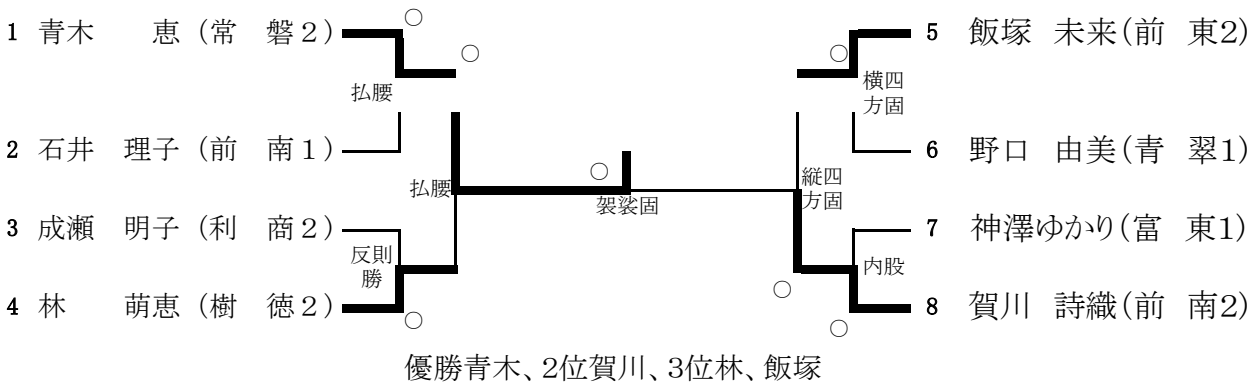 1 青木 恵 (常 磐2)
払腰
2 石井 理子 (前 南1)
払腰
3 成瀬 明子 (利 商2)
反則
勝
4 林 萌恵 (樹 徳2)
袈裟固
5 飯塚 未来(前 東2)
横四
方固
6 野口 由美(青 翠1)
縦四
方固
7 神澤ゆかり(富 東1)
内股
8 賀川 詩織(前 南2)
優勝青木、2位賀川、3位林、飯塚